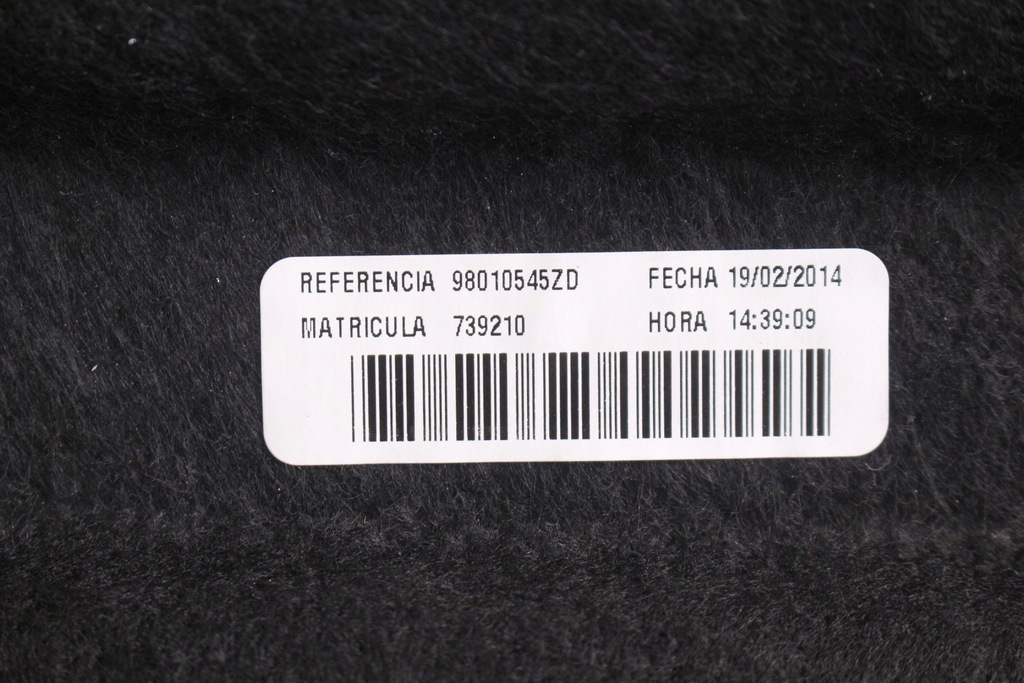 REFERENCIA 98010545ZD FECHA 19/02/2014
MATRICULA 739210 HORA 14:39:09